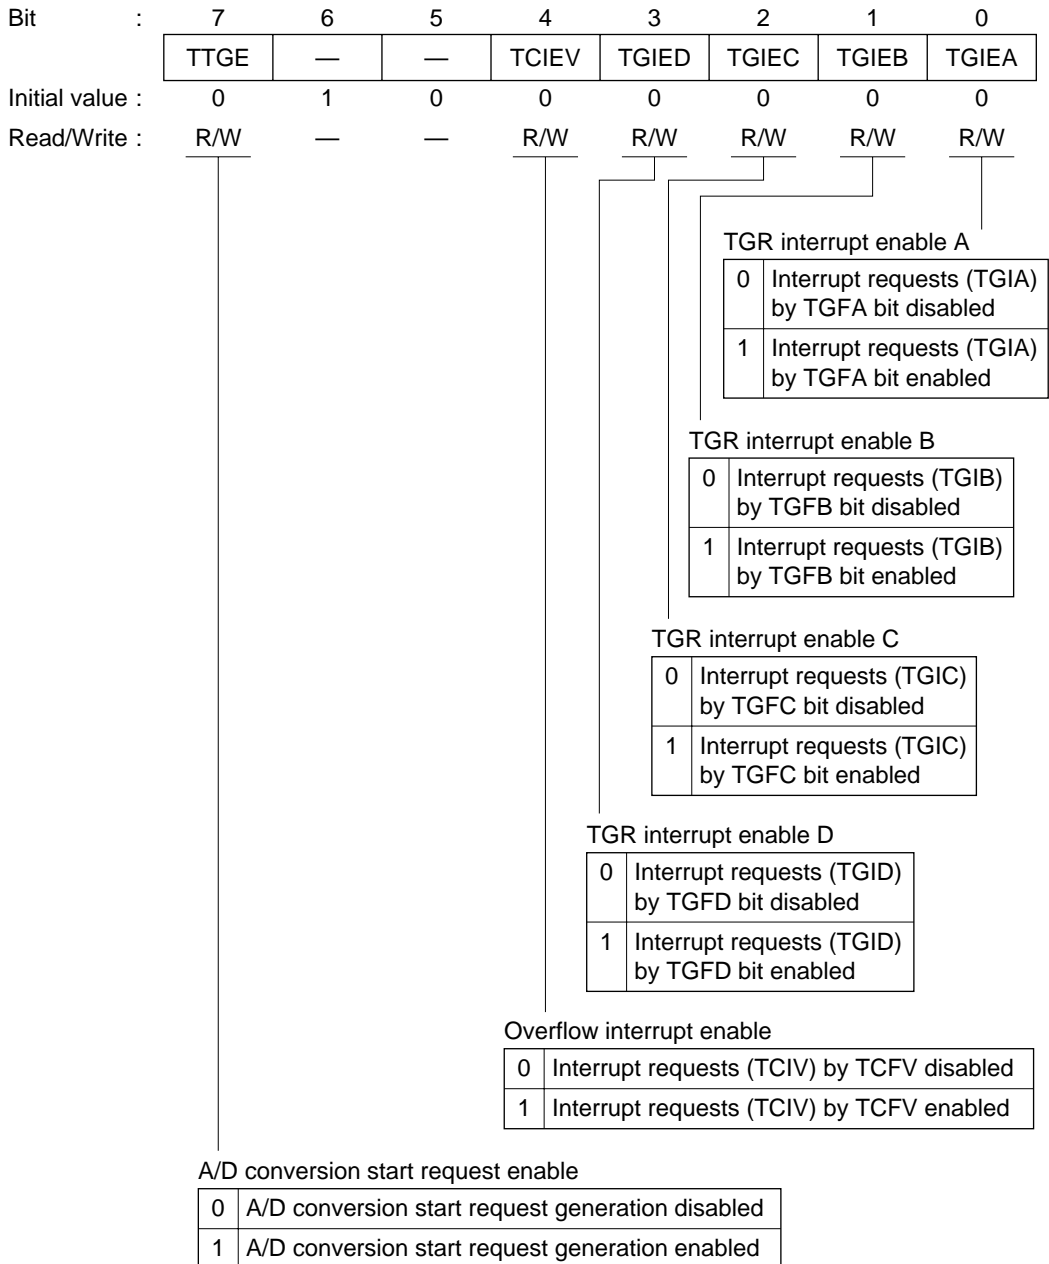 Bit : 7 6 5 4 3 2 1 0
TTGE — — TCIEV TGIED TGIEC TGIEB TGIEA
Initial value : 0 1 0 0 0 0 0 0
Read/Write : R/W — — R/W R/W R/W R/W R/W
TGR interrupt enable A
0 Interrupt requests (TGIA)
by TGFA bit disabled
1 Interrupt requests (TGIA)
by TGFA bit enabled
TGR interrupt enable B
0 Interrupt requests (TGIB)
by TGFB bit disabled
1 Interrupt requests (TGIB)
by TGFB bit enabled
TGR interrupt enable C
0 Interrupt requests (TGIC)
by TGFC bit disabled
1 Interrupt requests (TGIC)
by TGFC bit enabled
TGR interrupt enable D
0 Interrupt requests (TGID)
by TGFD bit disabled
1 Interrupt requests (TGID)
by TGFD bit enabled
Overflow interrupt enable
0 Interrupt requests (TCIV) by TCFV disabled
1 Interrupt requests (TCIV) by TCFV enabled
A/D conversion start request enable
0 A/D conversion start request generation disabled
1 A/D conversion start request generation enabled